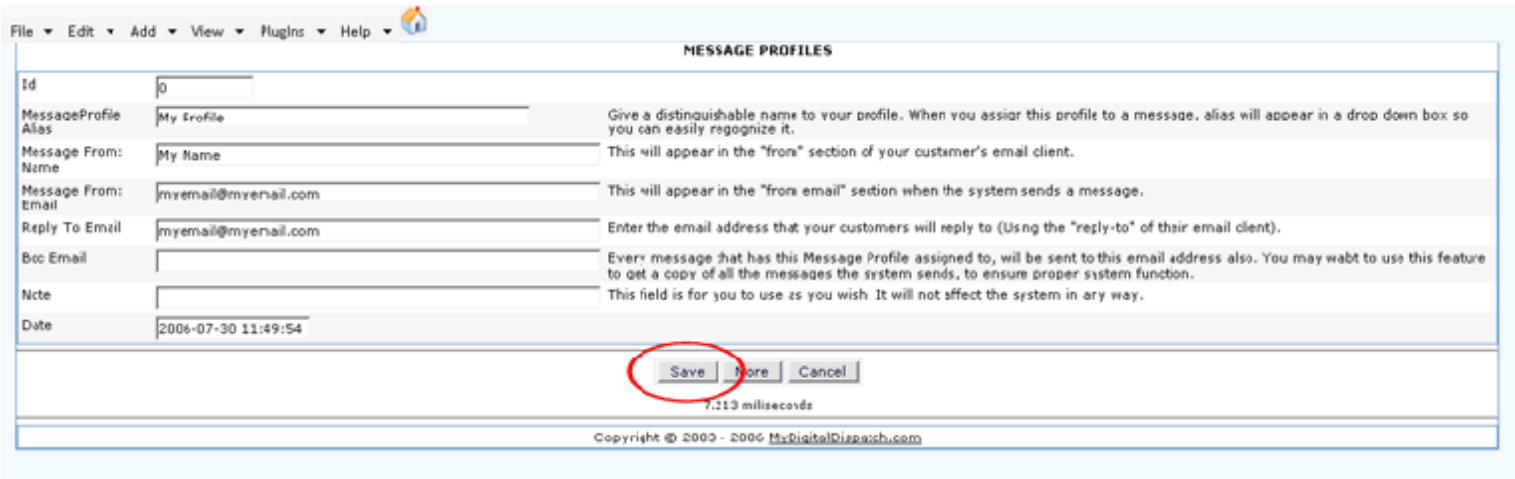 File ▾ Edit ▾ Add ▾ View ▾ PlugIns ▾ Help ▾
MESSAGE PROFILES
Id 0
MessageProfile Alias My Profile Give a distinguishable name to your profile. When you assign this profile to a message, alias will appear in a drop down box so
you can easily regognize it.
Message From: Name My Name This will appear in the "from" section of your customer's email client.
Message From: Email myemail@myemail.com This will appear in the "from email" section when the system sends a message.
Reply To Email myemail@myemail.com Enter the email address that your customers will reply to (Using the "reply-to" of their email client).
Bcc Email Every message that has this Message Profile assigned to, will be sent to this email address also. You may wabt to use this feature
to get a copy of all the messages the system sends, to ensure proper system function.
Note This field is for you to use as you wish. It will not affect the system in any way.
Date 2006-07-30 11:49:54
Save More Cancel
7.213 miliseconds
Copyright © 2003 - 2006 MyDigitalDispatch.com